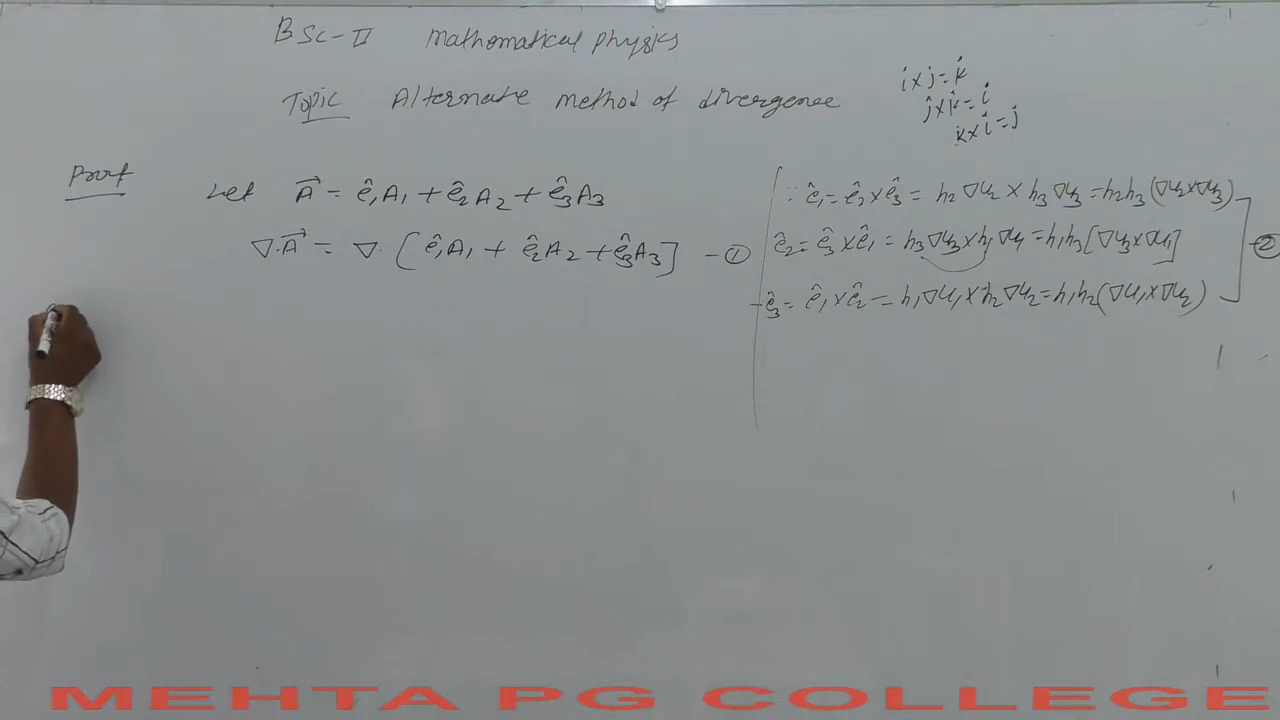 BSc-II Mathematical physics
Topic Alternate method of divergence
i×j=k
ĵ×k̂=i
k×i=j
Proof Let A⃗ = ê₁A₁ + ê₂A₂ + ê₃A₃
∇.A⃗ = ∇. [ê₁A₁ + ê₂A₂ + ê₃A₃] -①
∵ ê₁ = ê₂×ê₃ = h₂∇u₂ × h₃∇u₃ = h₂h₃(∇u₂×∇u₃)
ê₂ = ê₃×ê₁ = h₃∇u₃×h₁∇u₁ = h₁h₃[∇u₃×∇u₁] -②
ê₃ = ê₁×ê₂ = h₁∇u₁×h₂∇u₂ = h₁h₂(∇u₁×∇u₂)
MEHTA PG COLLEGE